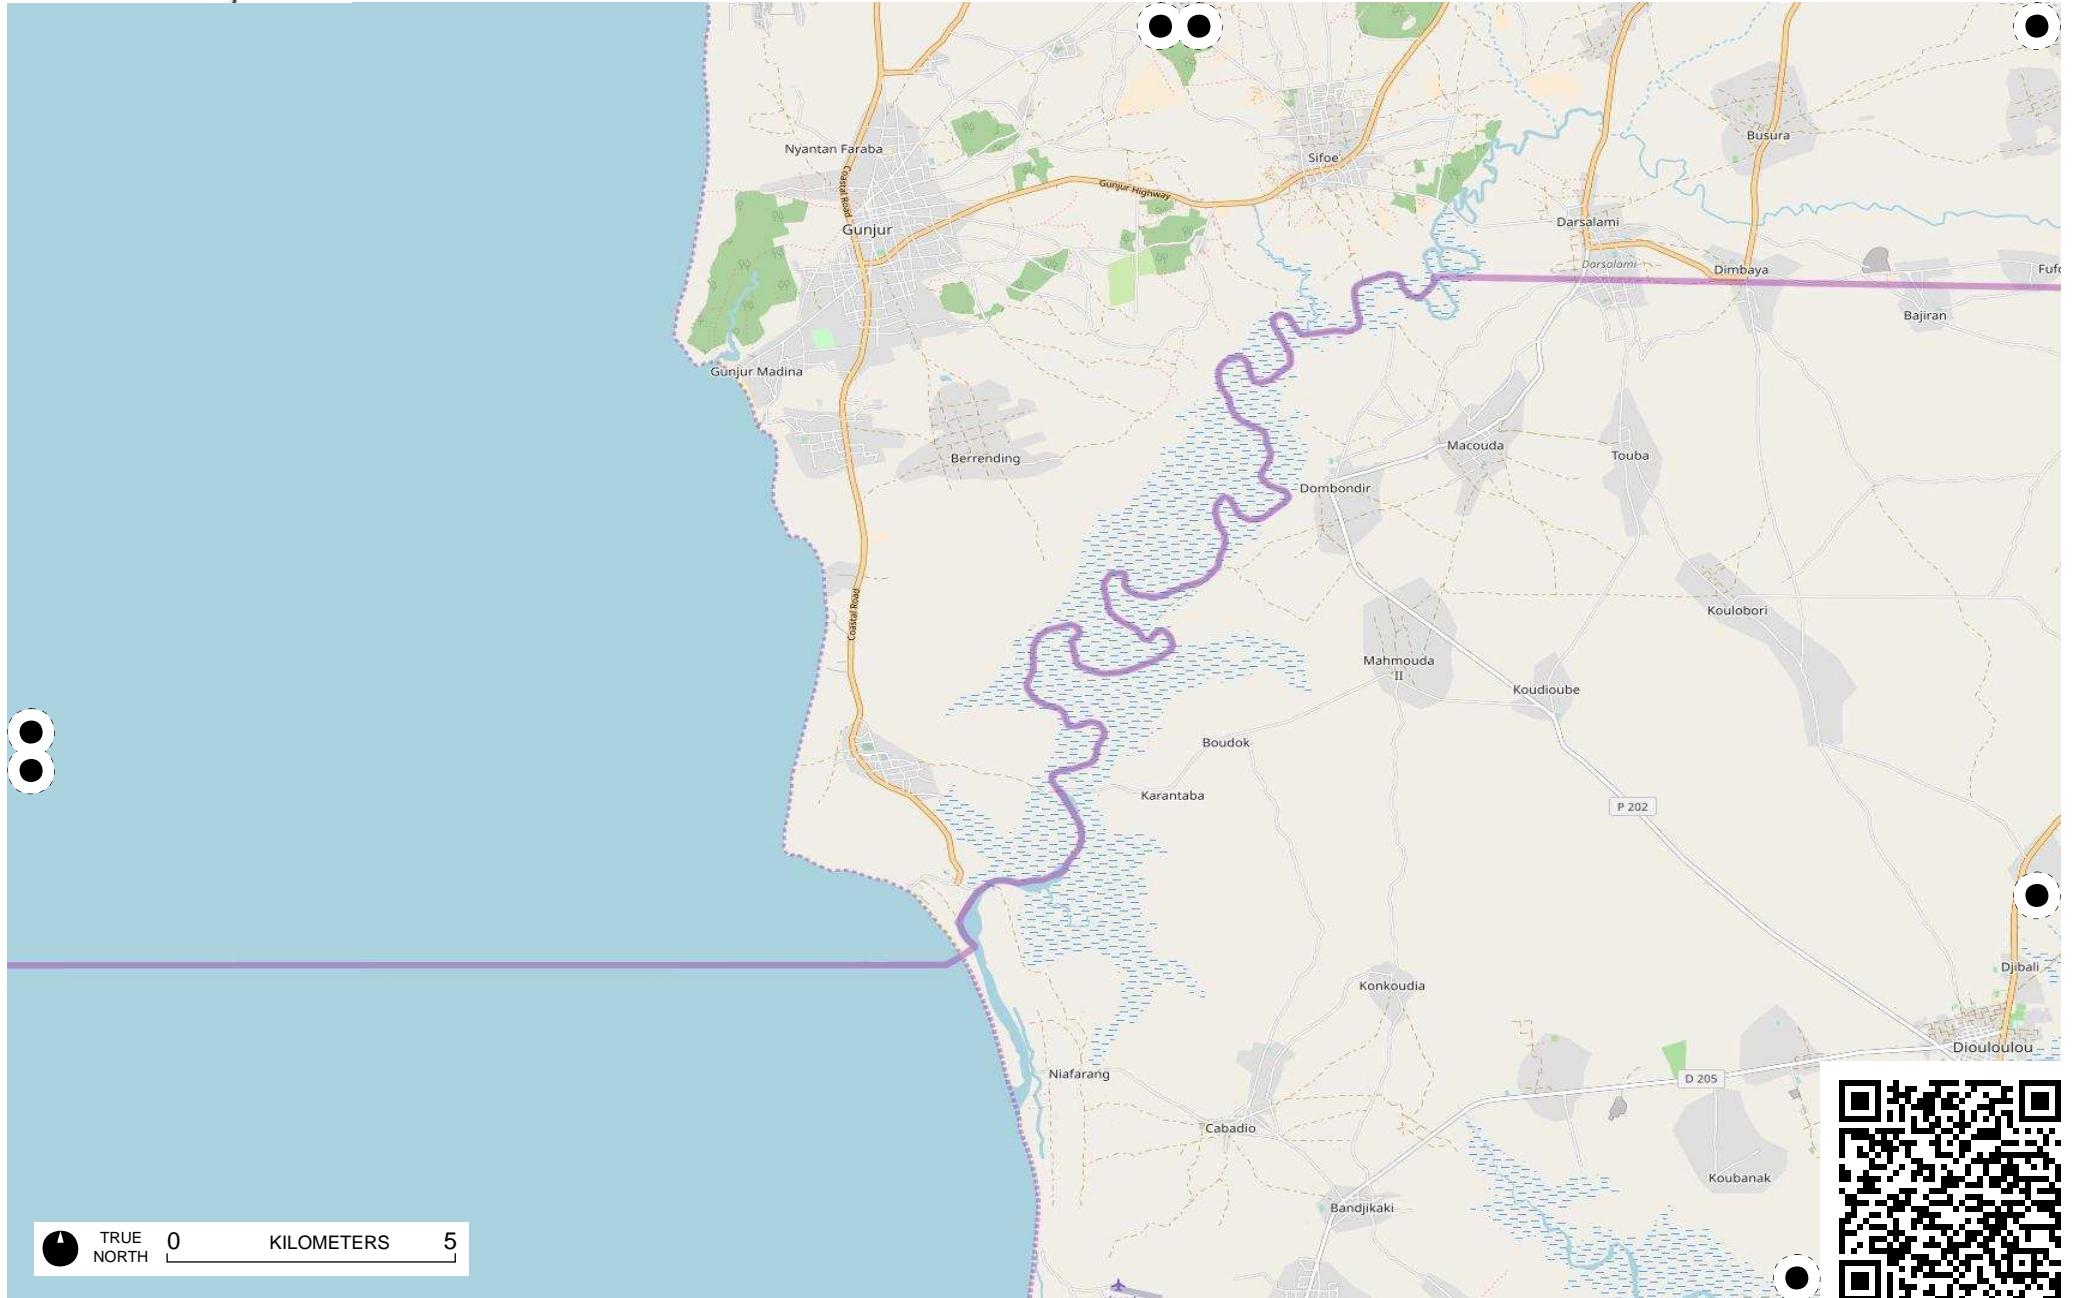 Nyantan Faraba
Coastal Road
Gunjur
Gunjur Highway
Sifoe
Busura
Darsalami
Darsalami
Dimbaya
Bajiran
Gunjur Madina
Berrending
Macouda
Touba
Dombondir
Coastal Road
Koulobori
Mahmouda
II
Koudioube
Boudok
Karantaba
P 202
Djibali
Konkoudia
Diouloulou
Niafarang
D 205
Cabadio
Koubanak
Bandjikaki
TRUE
NORTH
0 KILOMETERS 5